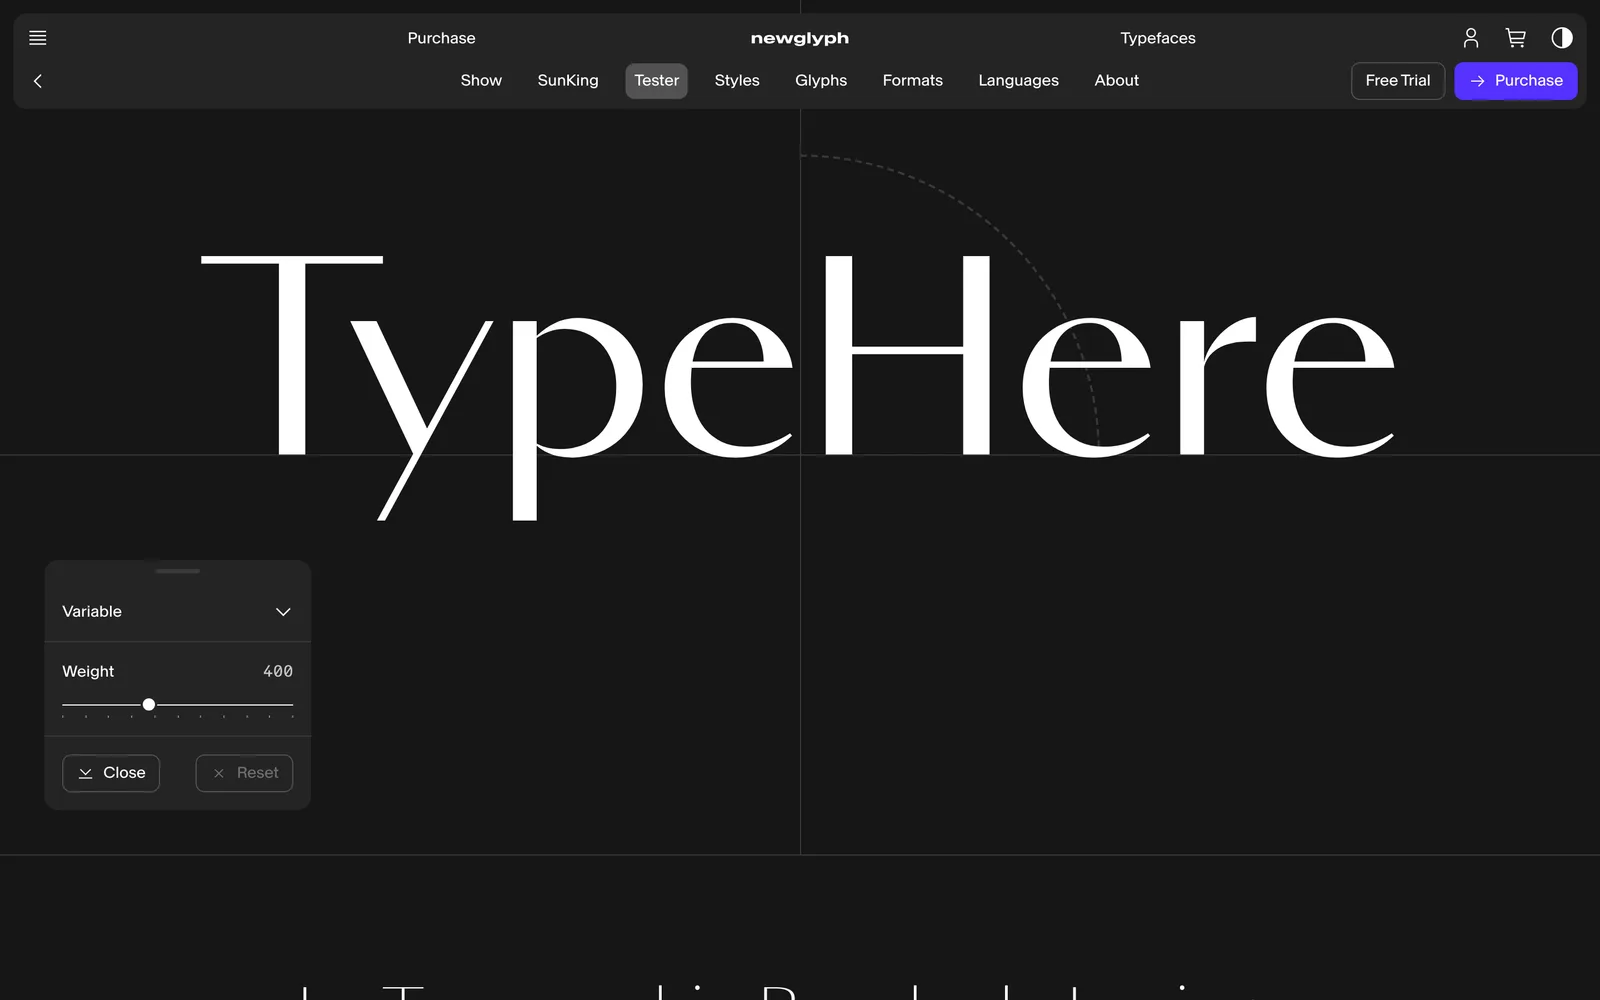 Purchase newglyph Typefaces
Show SunKing Tester Styles Glyphs Formats Languages About Free Trial Purchase
TypeHere
Variable
Weight 400
Close Reset